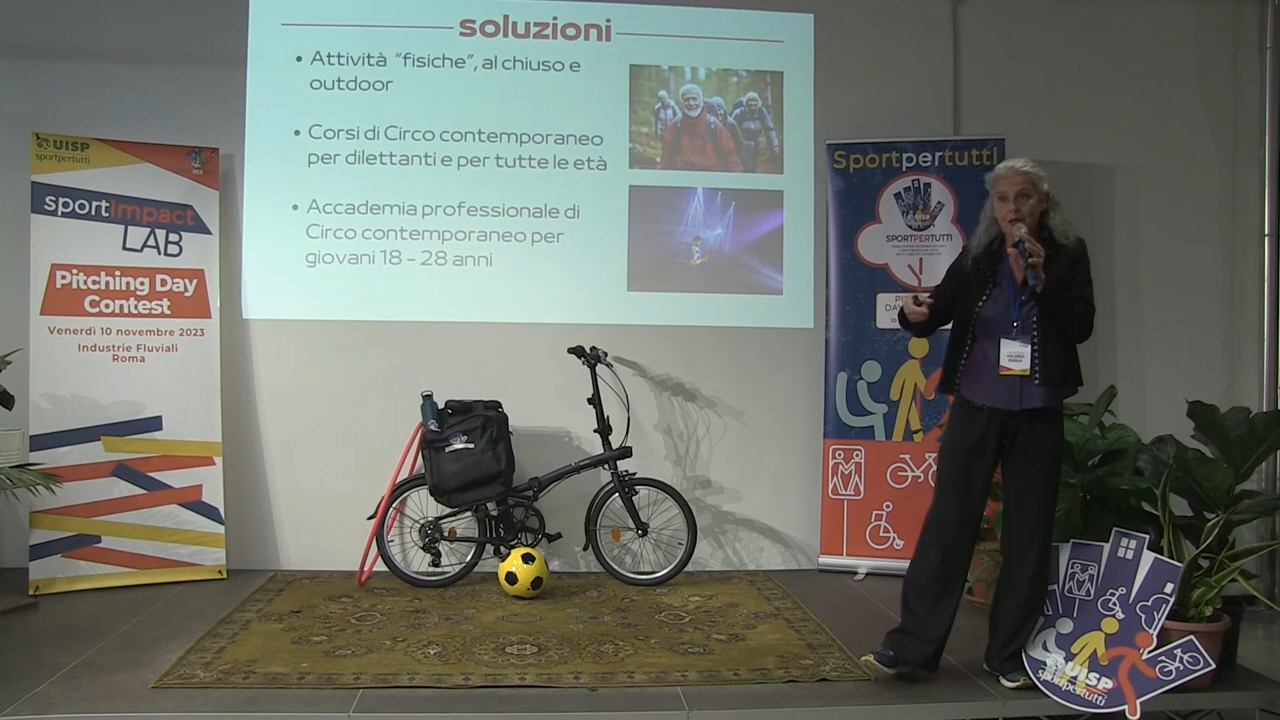 soluzioni
• Attività “fisiche”, al chiuso e
outdoor
• Corsi di Circo contemporaneo
per dilettanti e per tutte le età
• Accademia professionale di
Circo contemporaneo per
giovani 18 - 28 anni
UISP
sportpertutti
sportimpact
LAB
Pitching Day
Contest
Venerdì 10 novembre 2023
Industrie Fluviali
Roma
Sportpertutti
SPORTPERTUTTI
UISP
sportpertutti